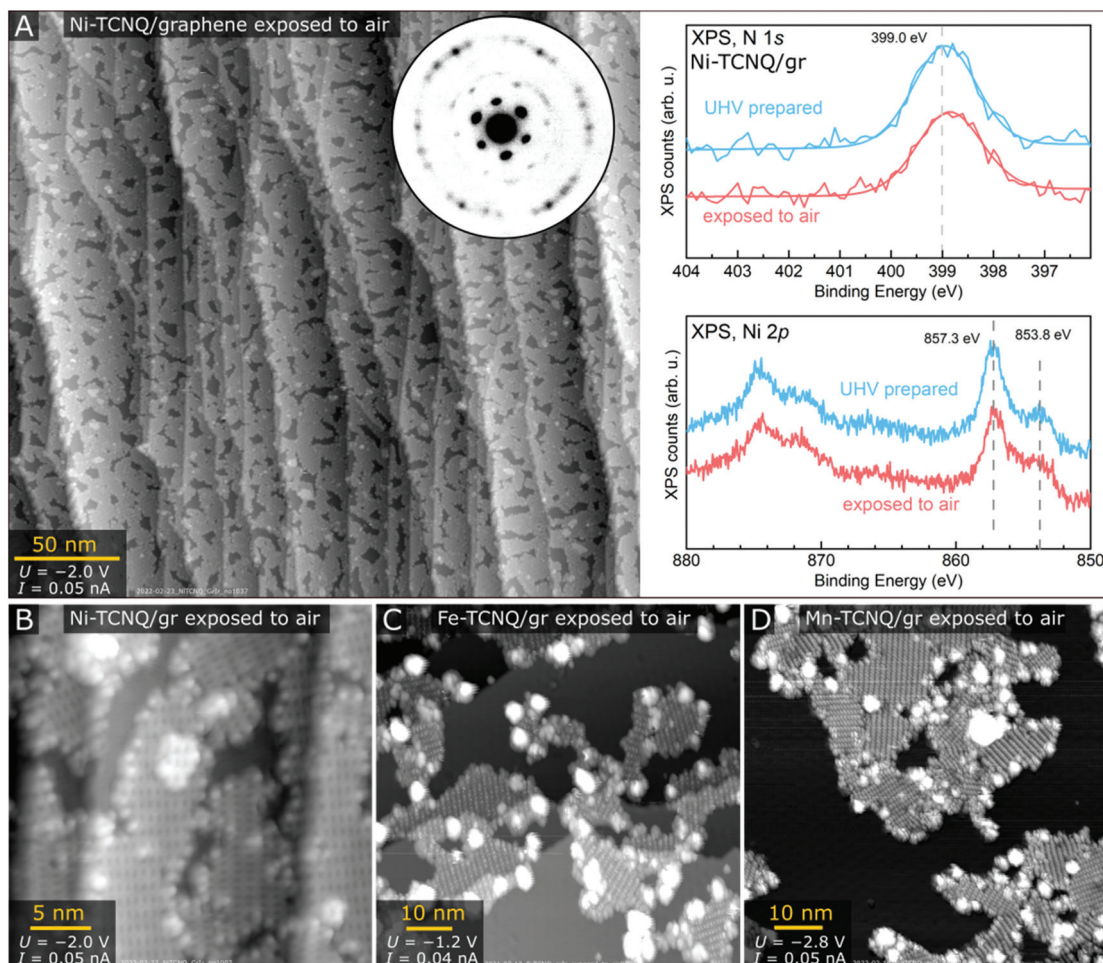 A Ni-TCNQ/graphene exposed to air
50 nm
U = −2.0 V
I = 0.05 nA
2022-02-23_NiTCNQ_GrIr_no1037
XPS, N 1s
Ni-TCNQ/gr
399.0 eV
UHV prepared
exposed to air
XPS counts (arb. u.)
404 403 402 401 400 399 398 397
Binding Energy (eV)
XPS, Ni 2p
857.3 eV
853.8 eV
UHV prepared
exposed to air
XPS counts (arb. u.)
880 870 860 850
Binding Energy (eV)
B Ni-TCNQ/gr exposed to air
5 nm
U = −2.0 V
I = 0.05 nA
C Fe-TCNQ/gr exposed to air
10 nm
U = −1.2 V
I = 0.04 nA
D Mn-TCNQ/gr exposed to air
10 nm
U = −2.8 V
I = 0.05 nA